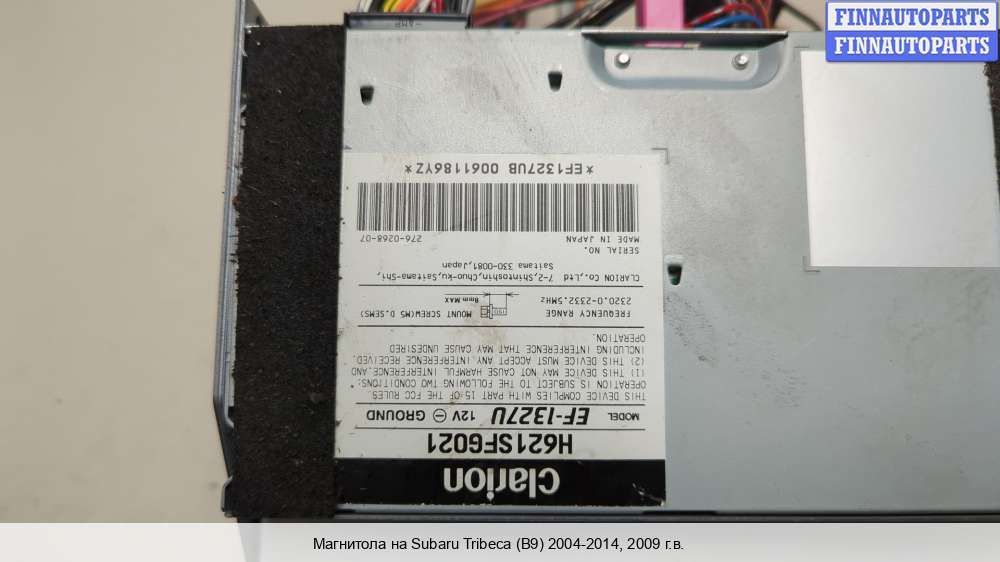 FINNAUTOPARTS
FINNAUTOPARTS
-AMP
clarion
H621SFG021
MODEL EF-1327U 12V ⊖ GROUND
THIS DEVICE COMPLIES WITH PART 15 OF THE FCC RULES.
OPERATION IS SUBJECT TO THE FOLLOWING TWO CONDITIONS:
(1) THIS DEVICE MAY NOT CAUSE HARMFUL INTERFERENCE, AND
(2) THIS DEVICE MUST ACCEPT ANY INTERFERENCE RECEIVED,
INCLUDING INTERFERENCE THAT MAY CAUSE UNDESIRED
OPERATION.
FREQUENCY RANGE MOUNT SCREW(M5 D.SEMS)
2320.0-2332.5MHz 8mm MAX
CLARION Co.,Ltd 7-2,Shintoshin,Chuo-ku,Saitama-Shi,
Saitama 330-0081,Japan
SERIAL NO.
MADE IN JAPAN 276-0268-07
*EF1327UB 0061186YZ*
Магнитола на Subaru Tribeca (B9) 2004-2014, 2009 г.в.